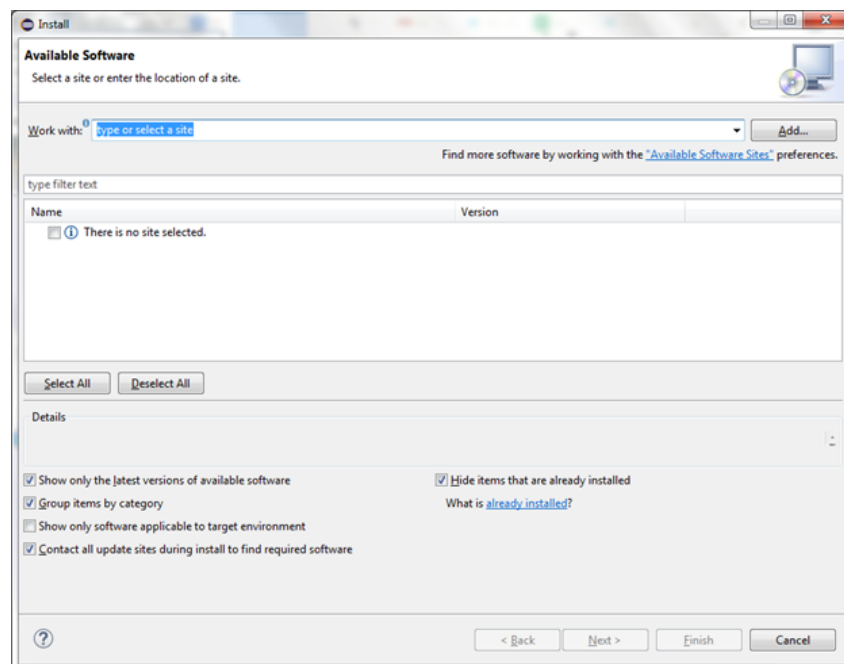 Install
Available Software
Select a site or enter the location of a site.
Work with: type or select a site Add...
Find more software by working with the "Available Software Sites" preferences.
type filter text
Name Version
There is no site selected.
Select All Deselect All
Details
Show only the latest versions of available software Hide items that are already installed
Group items by category What is already installed?
Show only software applicable to target environment
Contact all update sites during install to find required software
< Back Next > Finish Cancel